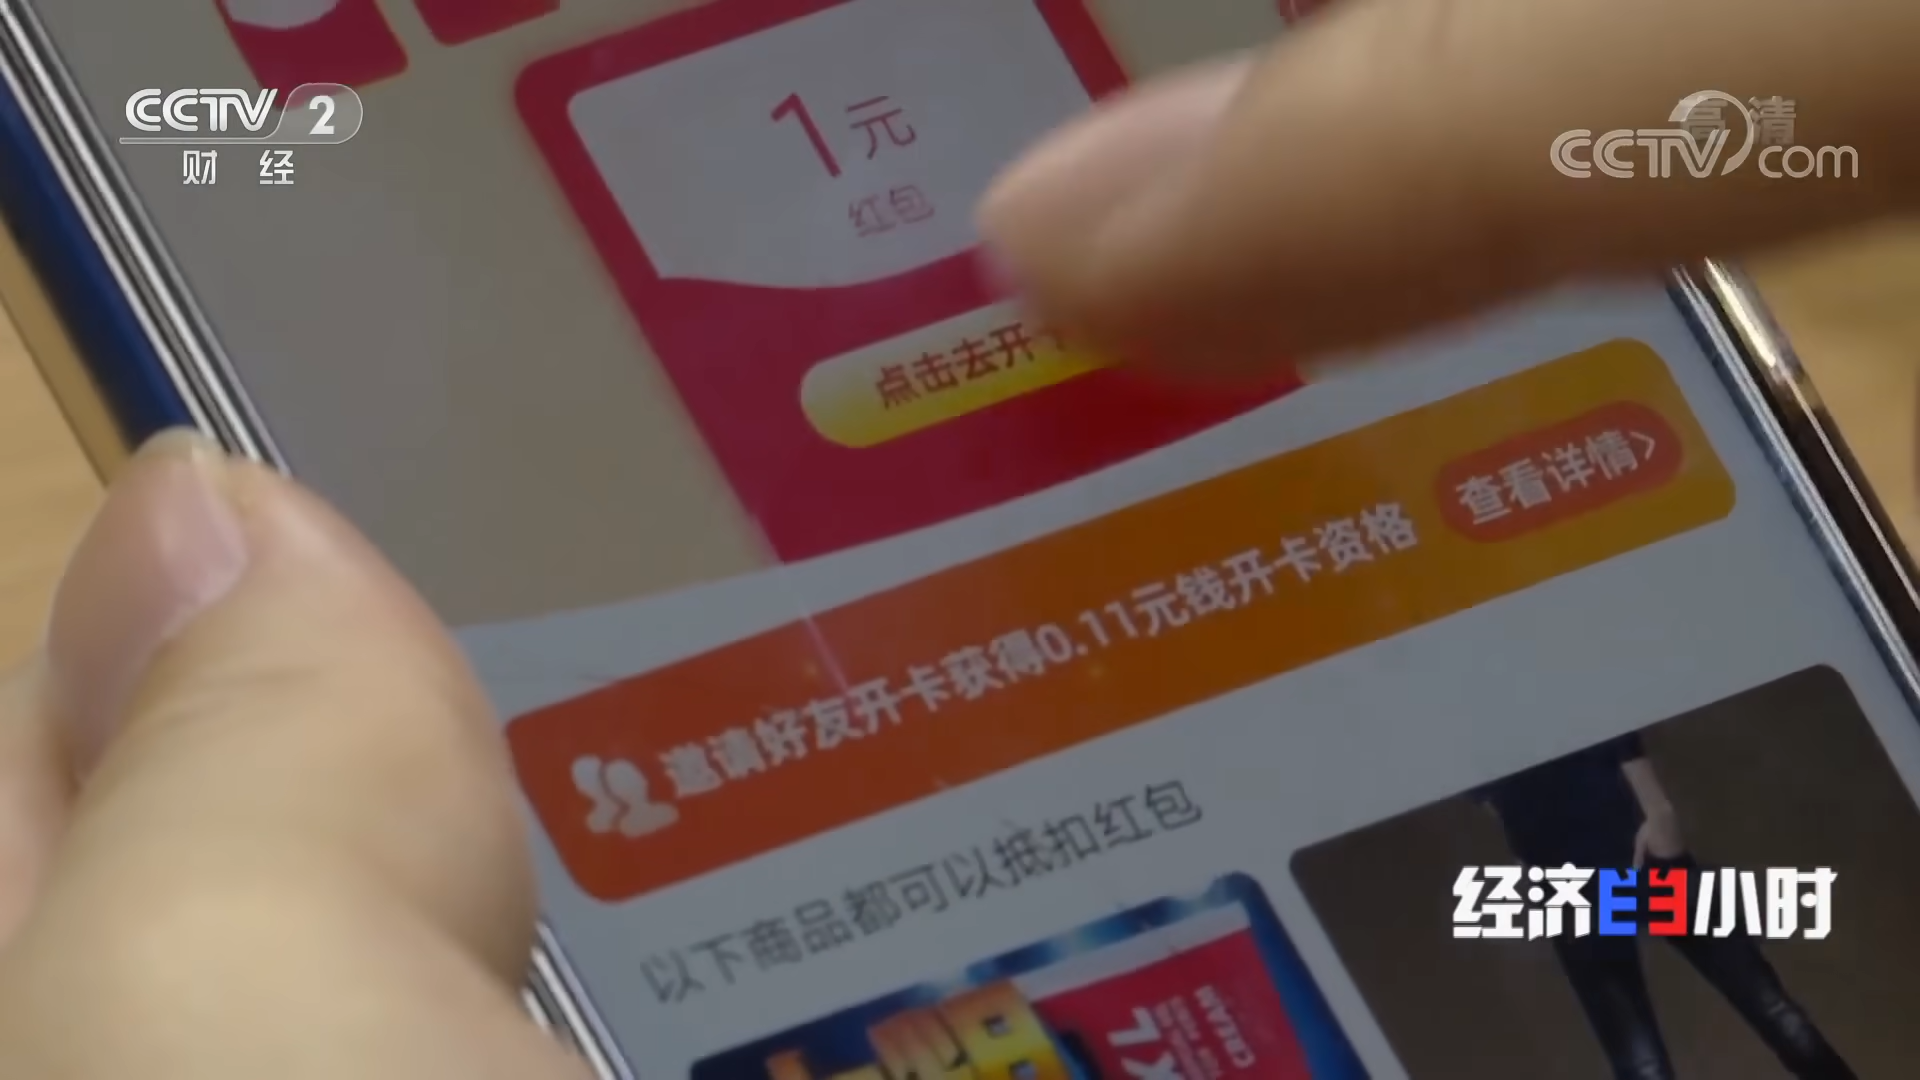 CCTV 2
财 经
高清
CCTV.com
1元
红包
点击去开卡
邀请好友开卡获得0.11元钱开卡资格
查看详情>
以下商品都可以抵扣红包
经济半小时